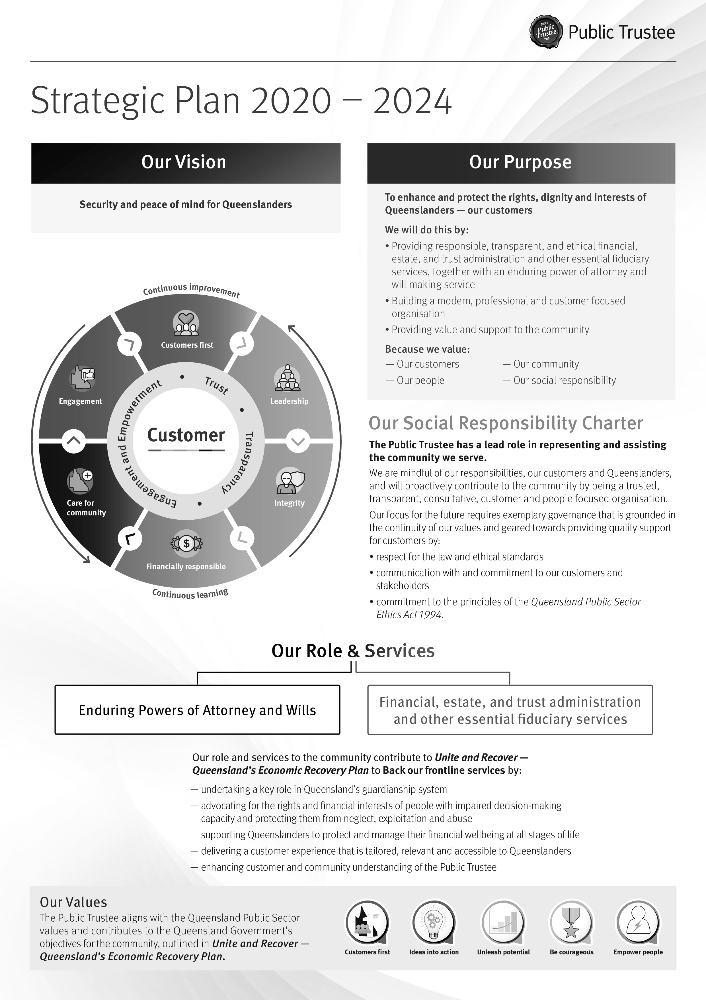 SINCE
Public
Trustee
1916
Public Trustee
Strategic Plan 2020 – 2024
Our Vision
Security and peace of mind for Queenslanders
Our Purpose
To enhance and protect the rights, dignity and interests of
Queenslanders — our customers
We will do this by:
• Providing responsible, transparent, and ethical financial,
estate, and trust administration and other essential fiduciary
services, together with an enduring power of attorney and
will making service
• Building a modern, professional and customer focused
organisation
• Providing value and support to the community
Because we value:
— Our customers
— Our community
— Our people
— Our social responsibility
Continuous improvement
Customers first
Leadership
Integrity
Financially responsible
Care for
community
Engagement
Trust
•
Transparency
•
Engagement and Empowerment
•
Customer
$
Continuous learning
Our Social Responsibility Charter
The Public Trustee has a lead role in representing and assisting
the community we serve.
We are mindful of our responsibilities, our customers and Queenslanders,
and will proactively contribute to the community by being a trusted,
transparent, consultative, customer and people focused organisation.
Our focus for the future requires exemplary governance that is grounded in
the continuity of our values and geared towards providing quality support
for customers by:
• respect for the law and ethical standards
• communication with and commitment to our customers and
stakeholders
• commitment to the principles of the Queensland Public Sector
Ethics Act 1994.
Our Role & Services
Enduring Powers of Attorney and Wills
Financial, estate, and trust administration
and other essential fiduciary services
Our role and services to the community contribute to Unite and Recover —
Queensland’s Economic Recovery Plan to Back our frontline services by:
— undertaking a key role in Queensland’s guardianship system
— advocating for the rights and financial interests of people with impaired decision-making
capacity and protecting them from neglect, exploitation and abuse
— supporting Queenslanders to protect and manage their financial wellbeing at all stages of life
— delivering a customer experience that is tailored, relevant and accessible to Queenslanders
— enhancing customer and community understanding of the Public Trustee
Our Values
The Public Trustee aligns with the Queensland Public Sector
values and contributes to the Queensland Government’s
objectives for the community, outlined in Unite and Recover —
Queensland’s Economic Recovery Plan.
1ST
Customers first
Ideas into action
Unleash potential
Be courageous
Empower people